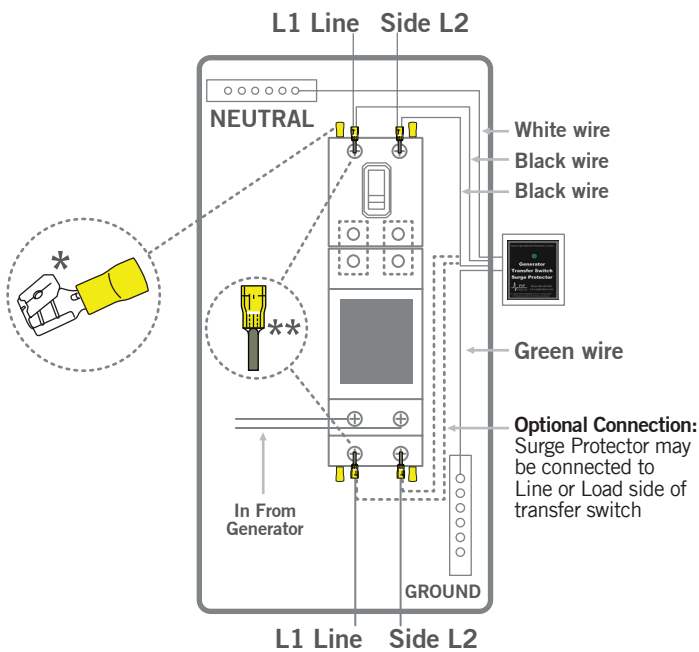 L1 Line Side L2
NEUTRAL
White wire
Black wire
Black wire
*
Generator
Transfer Switch
Surge Protector
**
Green wire
Optional Connection:
Surge Protector may
be connected to
Line or Load side of
transfer switch
In From
Generator
GROUND
L1 Line Side L2